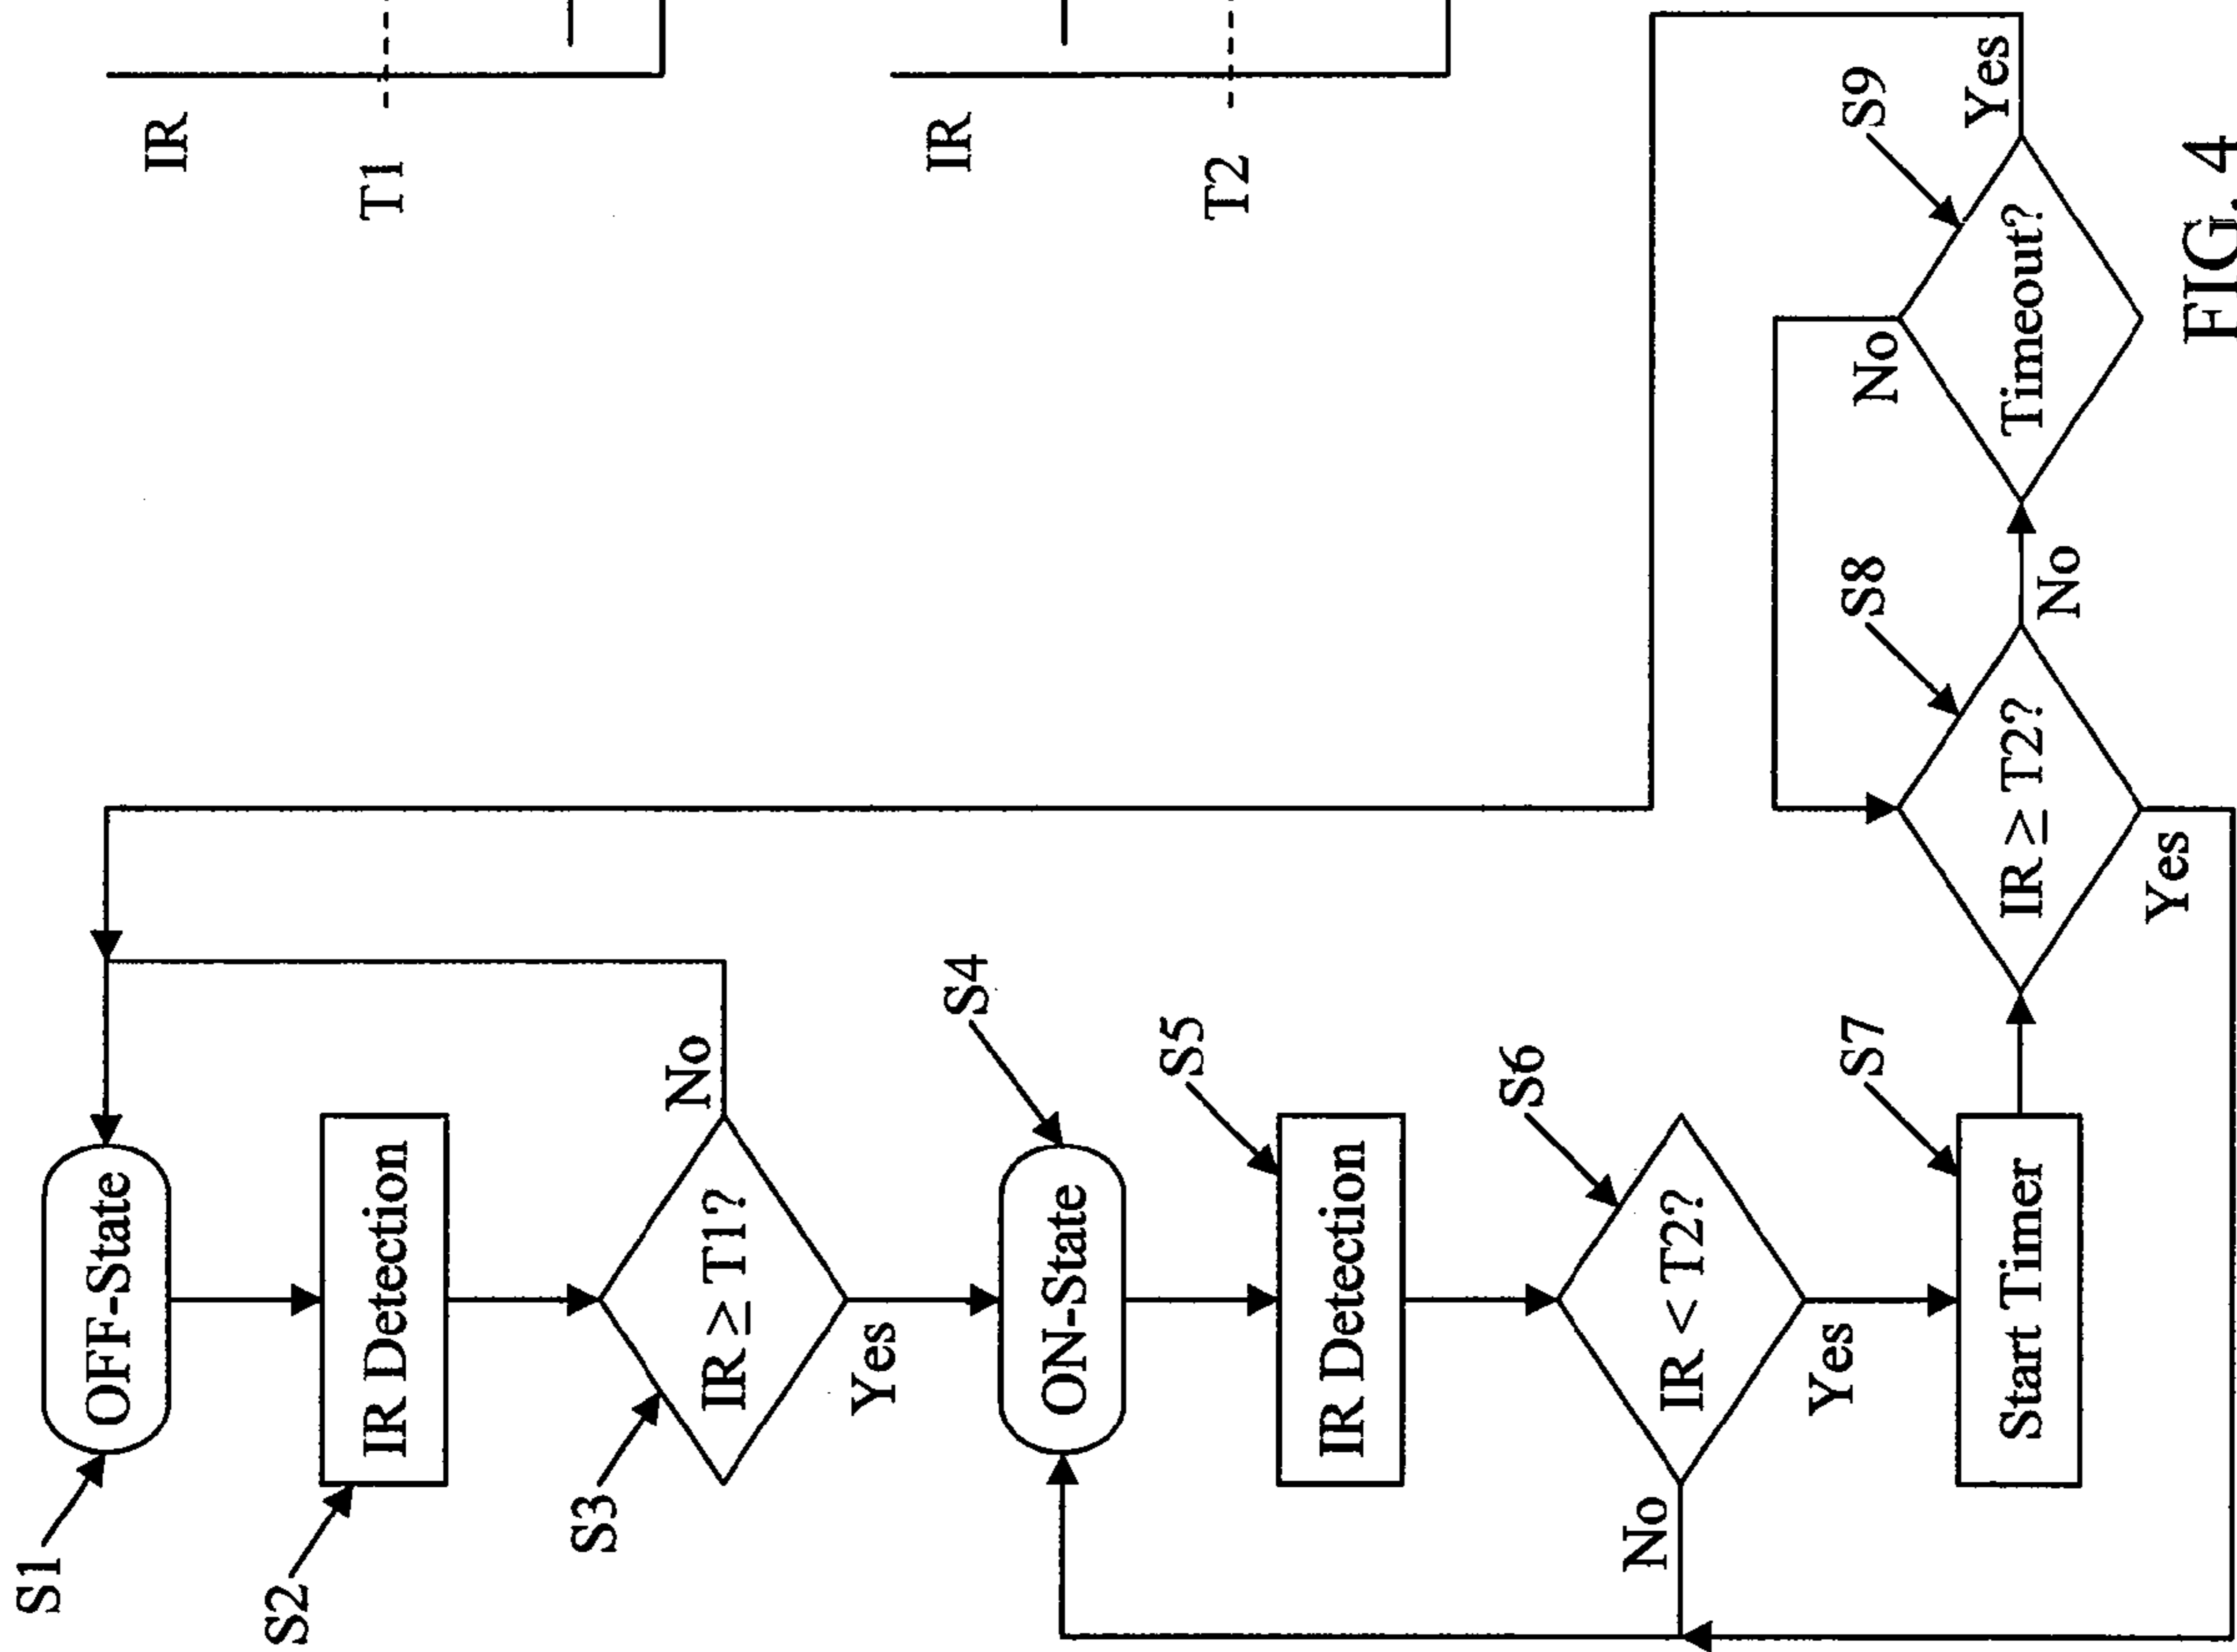 S1
OFF-State
S2
IR Detection
S3
IR ≥ T1?
No
Yes
S4
ON-State
S5
IR Detection
S6
IR < T2?
No
Yes
S7
Start Timer
S8
IR ≥ T2?
No
Yes
S9
Timeout?
No
Yes
IR
T1
IR
T2
FIG. 4